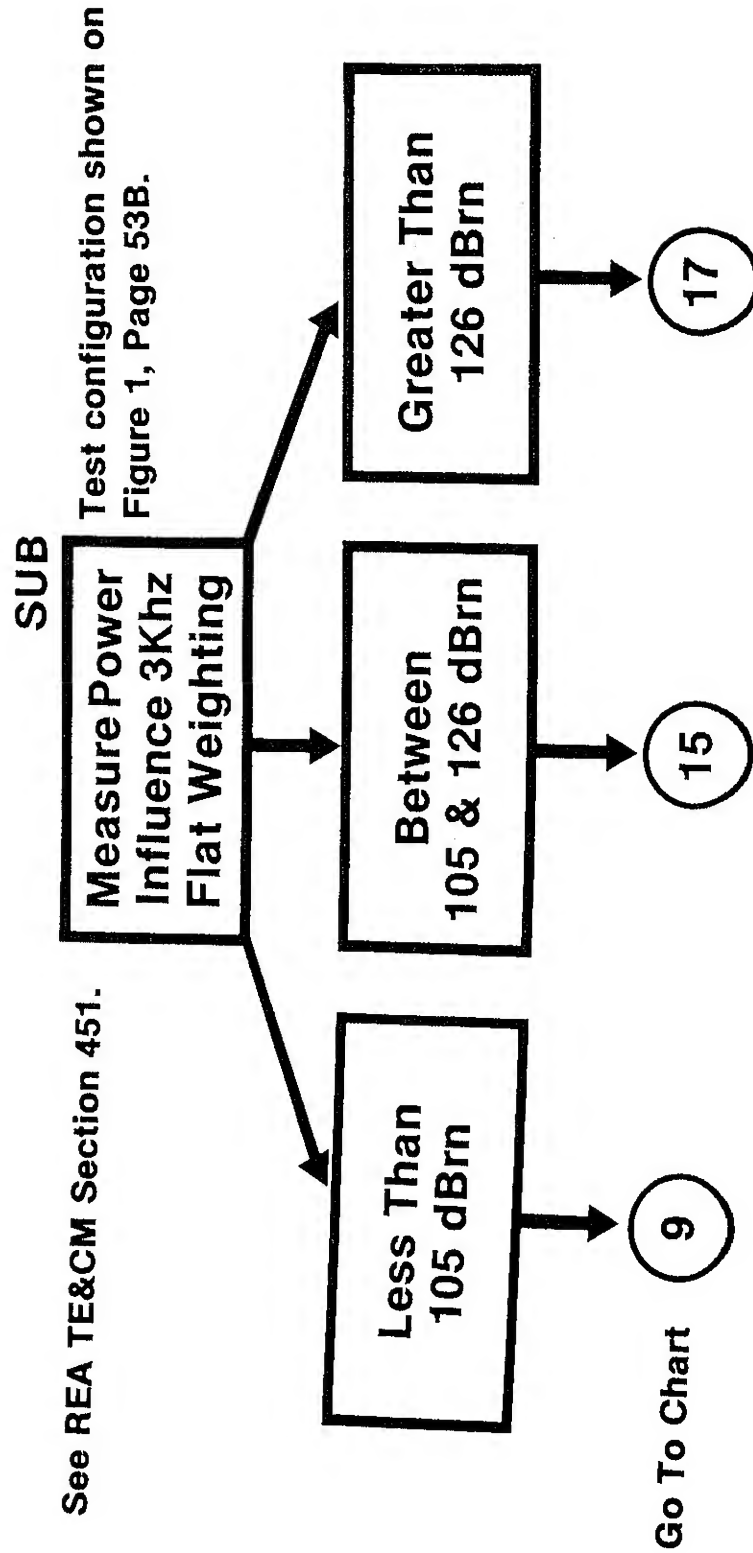 SUB
See REA TE&CM Section 451.
Measure Power
Influence 3Khz
Flat Weighting
Test configuration shown on
Figure 1, Page 53B.
Less Than
105 dBrn
Between
105 & 126 dBrn
Greater Than
126 dBrn
Go To Chart
9
15
17